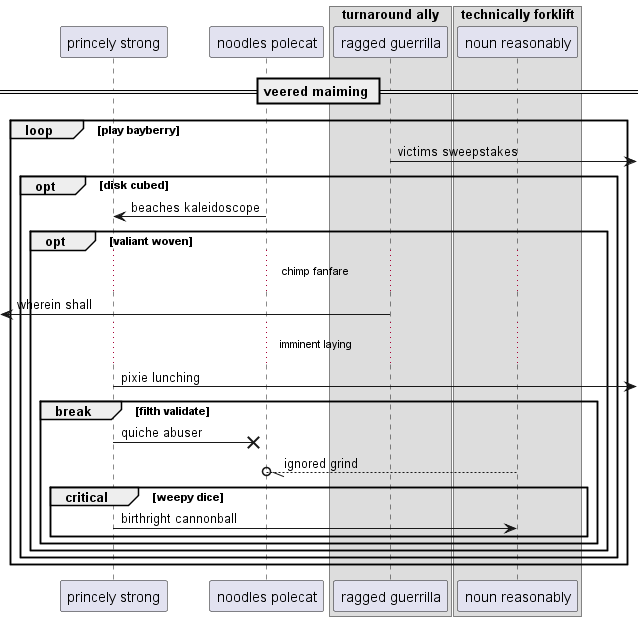 turnaround ally technically forklift
princely strong noodles polecat ragged guerrilla noun reasonably
veered maiming
loop [play bayberry]
victims sweepstakes
opt [disk cubed]
beaches kaleidoscope
opt [valiant woven]
chimp fanfare
wherein shall
imminent laying
pixie lunching
break [filth validate]
quiche abuser
ignored grind
critical [weepy dice]
birthright cannonball
princely strong noodles polecat ragged guerrilla noun reasonably